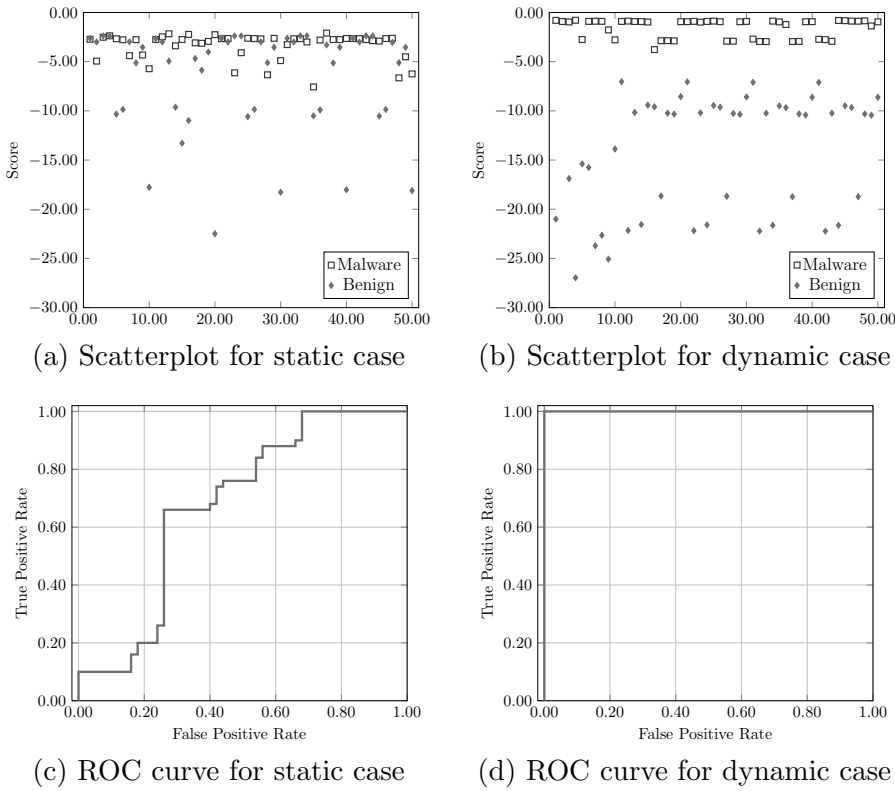 0.00
−5.00
−10.00
−15.00
−20.00
−25.00
−30.00
Score
Malware
Benign
0.00 10.00 20.00 30.00 40.00 50.00
(a) Scatterplot for static case
0.00
−5.00
−10.00
−15.00
−20.00
−25.00
−30.00
Score
Malware
Benign
0.00 10.00 20.00 30.00 40.00 50.00
(b) Scatterplot for dynamic case
1.00
0.80
0.60
0.40
0.20
0.00
True Positive Rate
0.00 0.20 0.40 0.60 0.80 1.00
False Positive Rate
(c) ROC curve for static case
1.00
0.80
0.60
0.40
0.20
0.00
True Positive Rate
0.00 0.20 0.40 0.60 0.80 1.00
False Positive Rate
(d) ROC curve for dynamic case